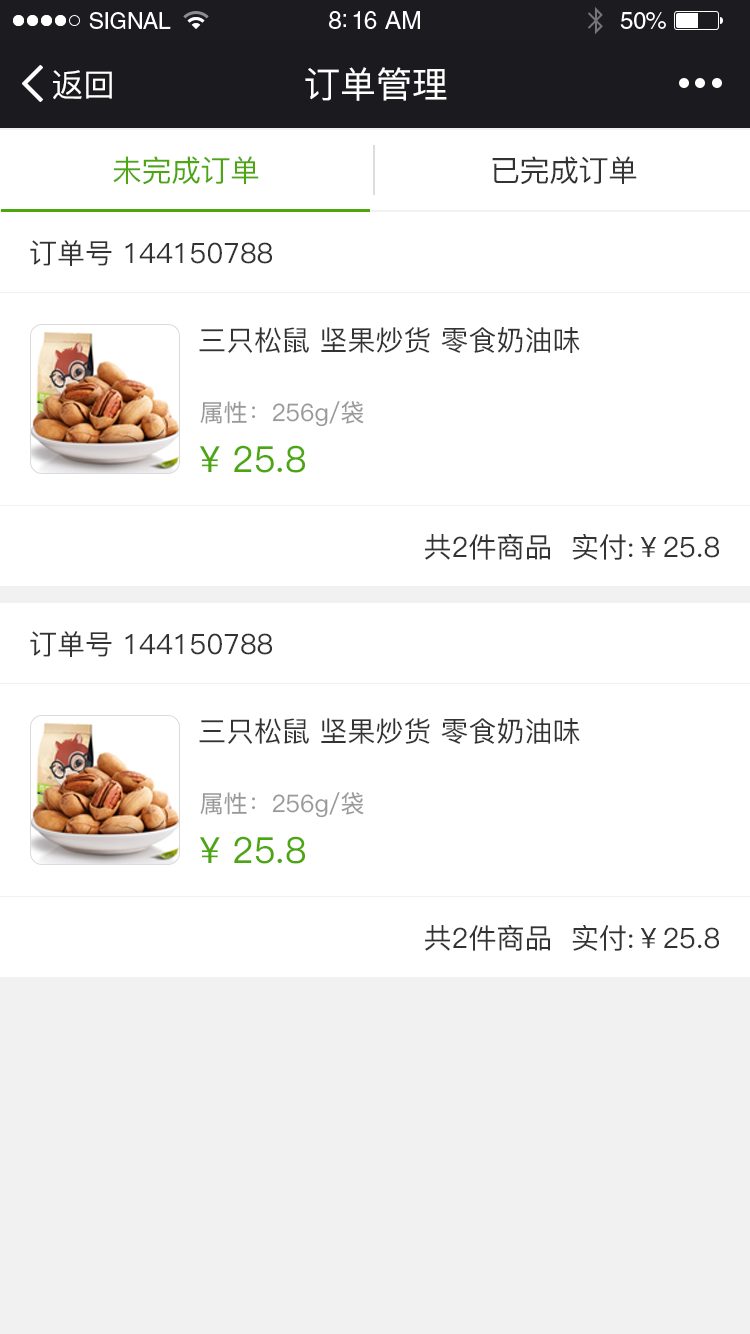 SIGNAL 8:16 AM 50%
返回 订单管理
未完成订单 已完成订单
订单号 144150788
三只松鼠 坚果炒货 零食奶油味
属性：256g/袋
¥ 25.8
共2件商品 实付:¥25.8
订单号 144150788
三只松鼠 坚果炒货 零食奶油味
属性：256g/袋
¥ 25.8
共2件商品 实付:¥25.8